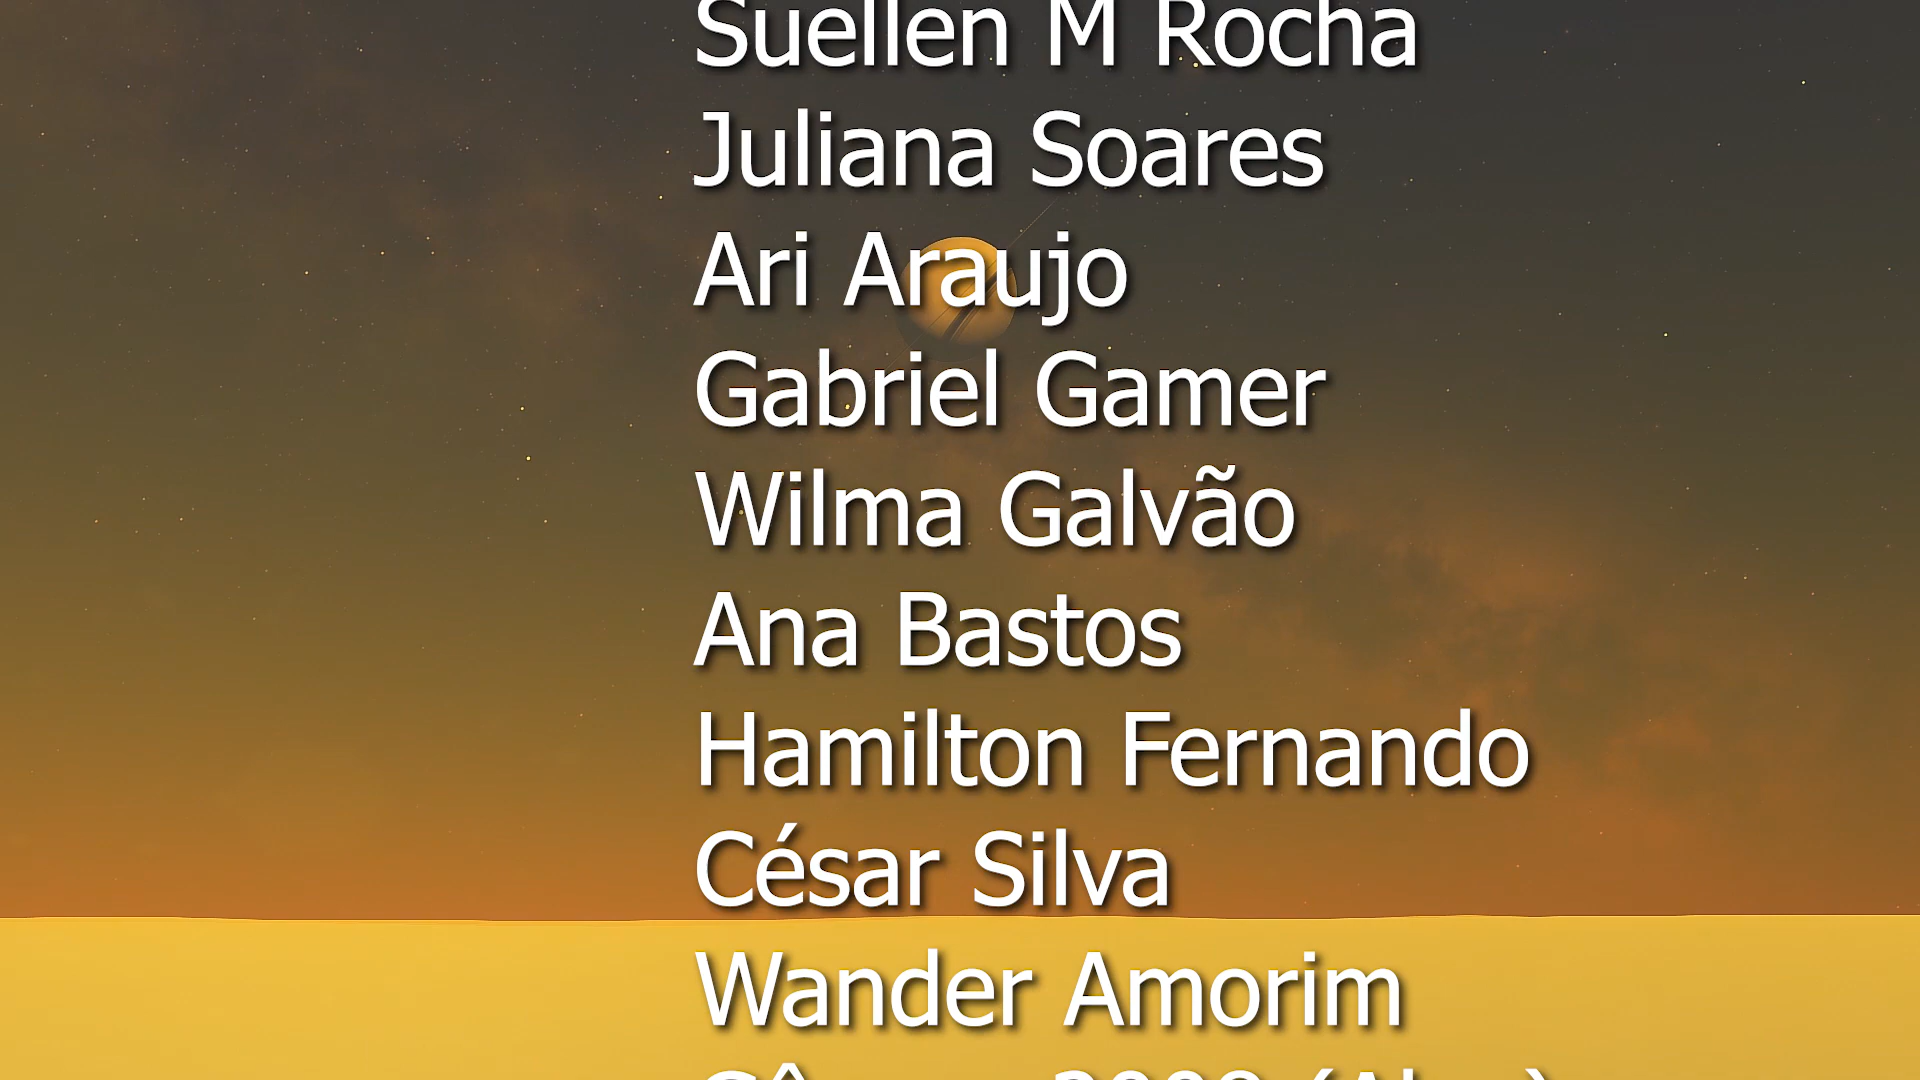 Suellen M Rocha
Juliana Soares
Ari Araujo
Gabriel Gamer
Wilma Galvão
Ana Bastos
Hamilton Fernando
César Silva
Wander Amorim